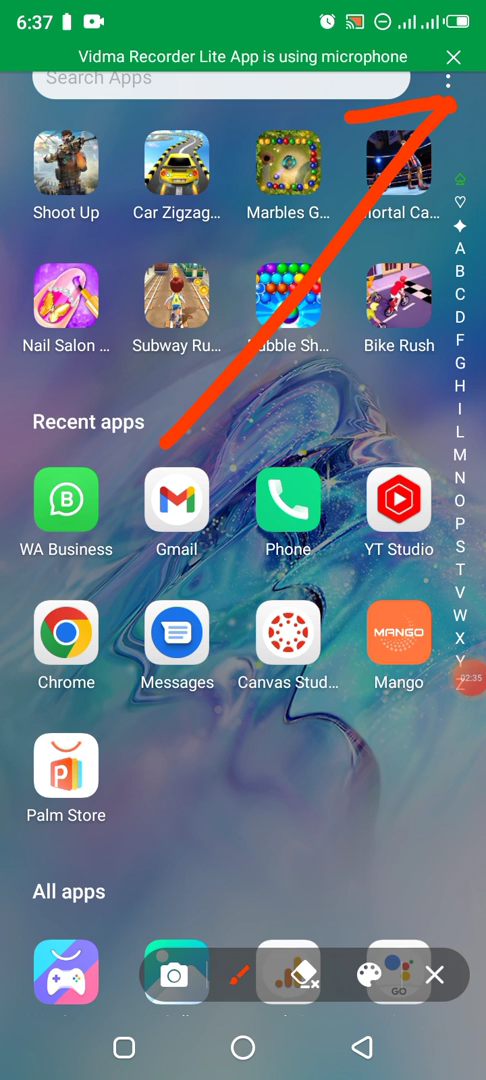 6:37
Vidma Recorder Lite App is using microphone
Search Apps
Shoot Up
Car Zigzag...
Marbles G...
ortal Ca...
Nail Salon ...
Subway Ru...
ubble Sh...
Bike Rush
Recent apps
B
WA Business
Gmail
Phone
YT Studio
MANGO
Chrome
Messages
Canvas Stud...
Mango
Palm Store
All apps
GO
A
B
C
D
F
G
H
I
L
M
N
O
P
S
T
V
W
X
Y
Z
02:35